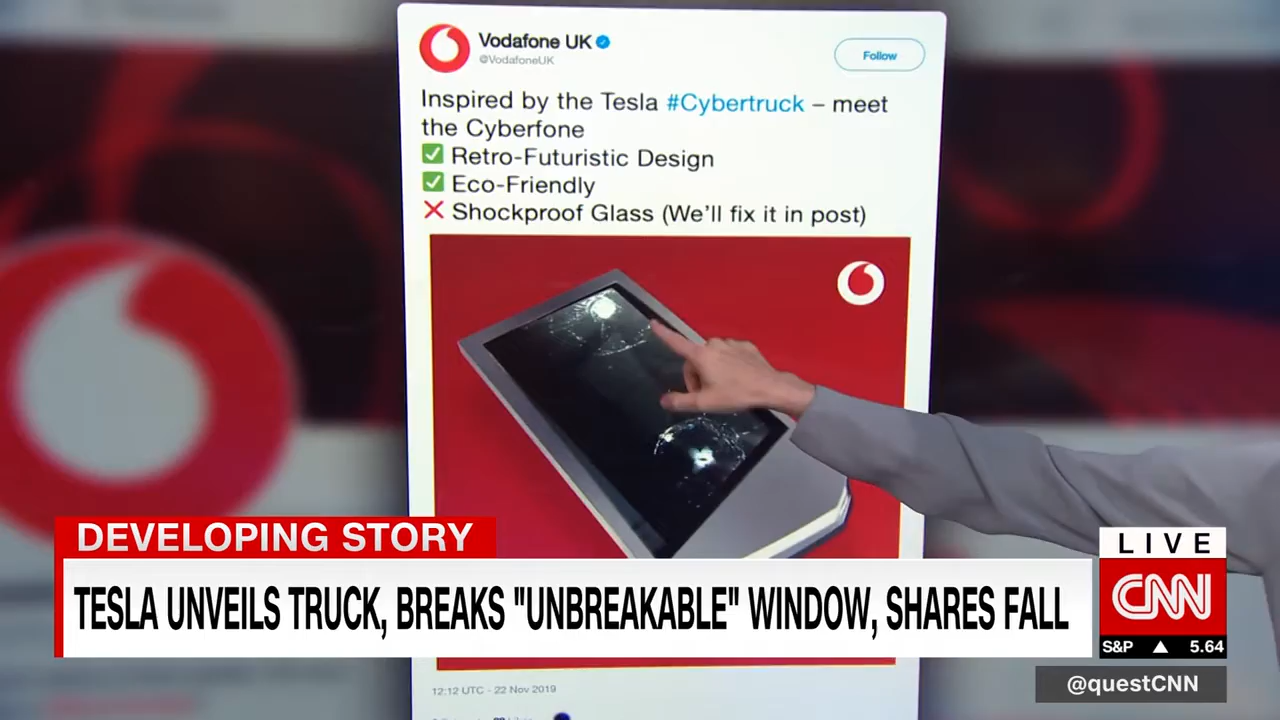 Vodafone UK
@VodafoneUK
Follow
Inspired by the Tesla #Cybertruck – meet
the Cyberfone
✅ Retro-Futuristic Design
✅ Eco-Friendly
❌ Shockproof Glass (We'll fix it in post)
DEVELOPING STORY
TESLA UNVEILS TRUCK, BREAKS "UNBREAKABLE" WINDOW, SHARES FALL
LIVE
CNN
S&P ▲ 5.64
@questCNN
12:12 UTC - 22 Nov 2019